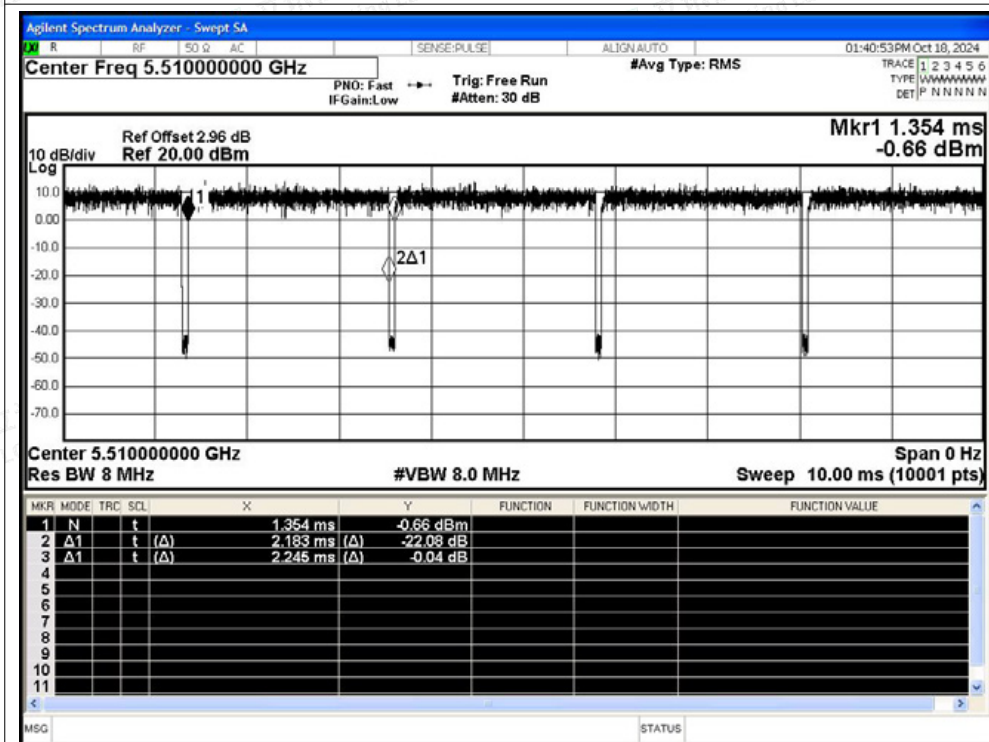 Agilent Spectrum Analyzer - Swept SA
LXI R RF 50 Ω AC SENSE:PULSE ALIGN AUTO 01:40:53 PM Oct 18, 2024
Center Freq 5.510000000 GHz #Avg Type: RMS TRACE 1 2 3 4 5 6
PNO: Fast Trig: Free Run TYPE WWWWWW
IFGain:Low #Atten: 30 dB DET P N N N N N
Mkr1 1.354 ms
Ref Offset 2.96 dB
10 dB/div Ref 20.00 dBm -0.66 dBm
Log
10.0
1
0.00
-10.0
2Δ1
-20.0
-30.0
-40.0
-50.0
-60.0
-70.0
Center 5.510000000 GHz Span 0 Hz
Res BW 8 MHz #VBW 8.0 MHz Sweep 10.00 ms (10001 pts)
MKR MODE TRC SCL X Y FUNCTION FUNCTION WIDTH FUNCTION VALUE
1 N t 1.354 ms -0.66 dBm
2 Δ1 t (Δ) 2.183 ms (Δ) -22.08 dB
3 Δ1 t (Δ) 2.245 ms (Δ) -0.04 dB
4
5
6
7
8
9
10
11
MSG STATUS